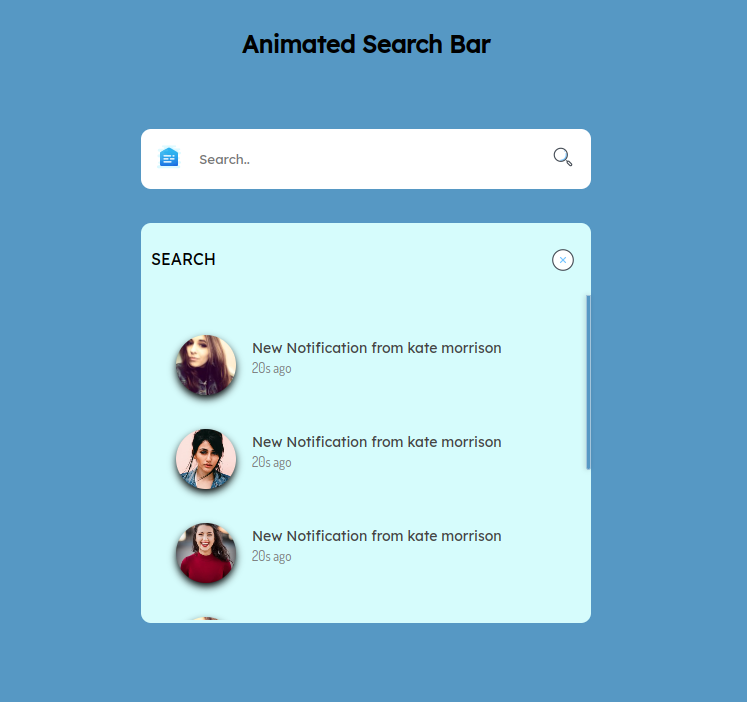 Animated Search Bar
Search..
SEARCH
New Notification from kate morrison
20s ago
New Notification from kate morrison
20s ago
New Notification from kate morrison
20s ago